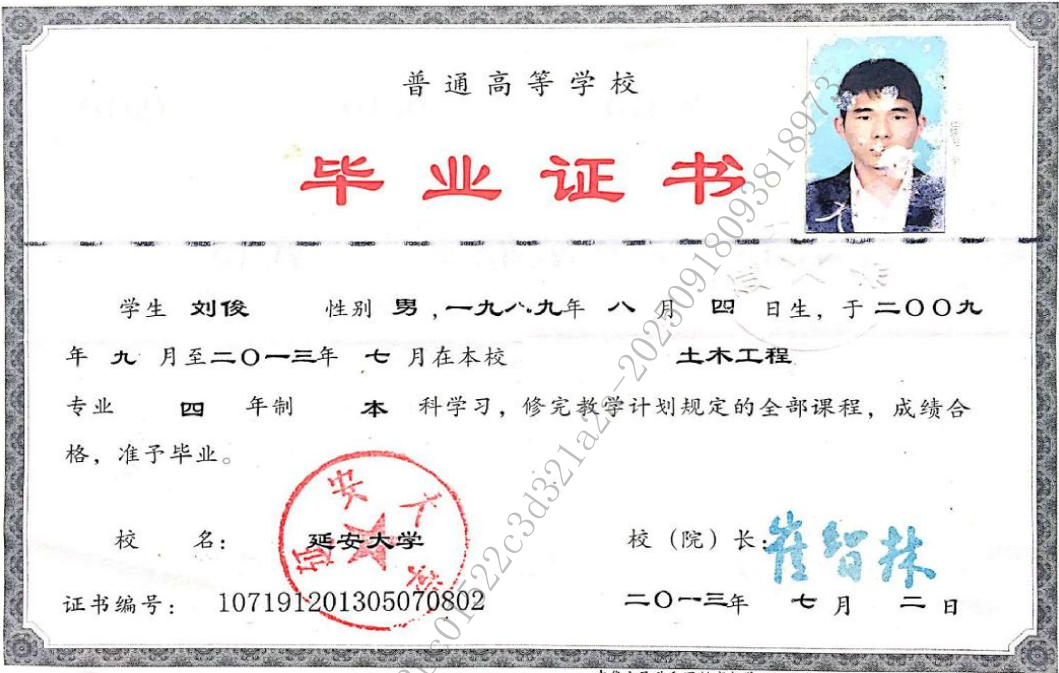 普通高等学校
毕业证书
学生 刘俊 性别 男，一九八九年 八 月 四 日生，于 二〇〇九
年 九 月至二〇一三年 七 月在本校 土木工程
专业 四 年制 本 科学习，修完教学计划规定的全部课程，成绩合
格，准予毕业。
校 名： 延安大学
延安大学
校（院）长：崔智林
证书编号： 107191201305070802
二〇一三年 七 月 二 日